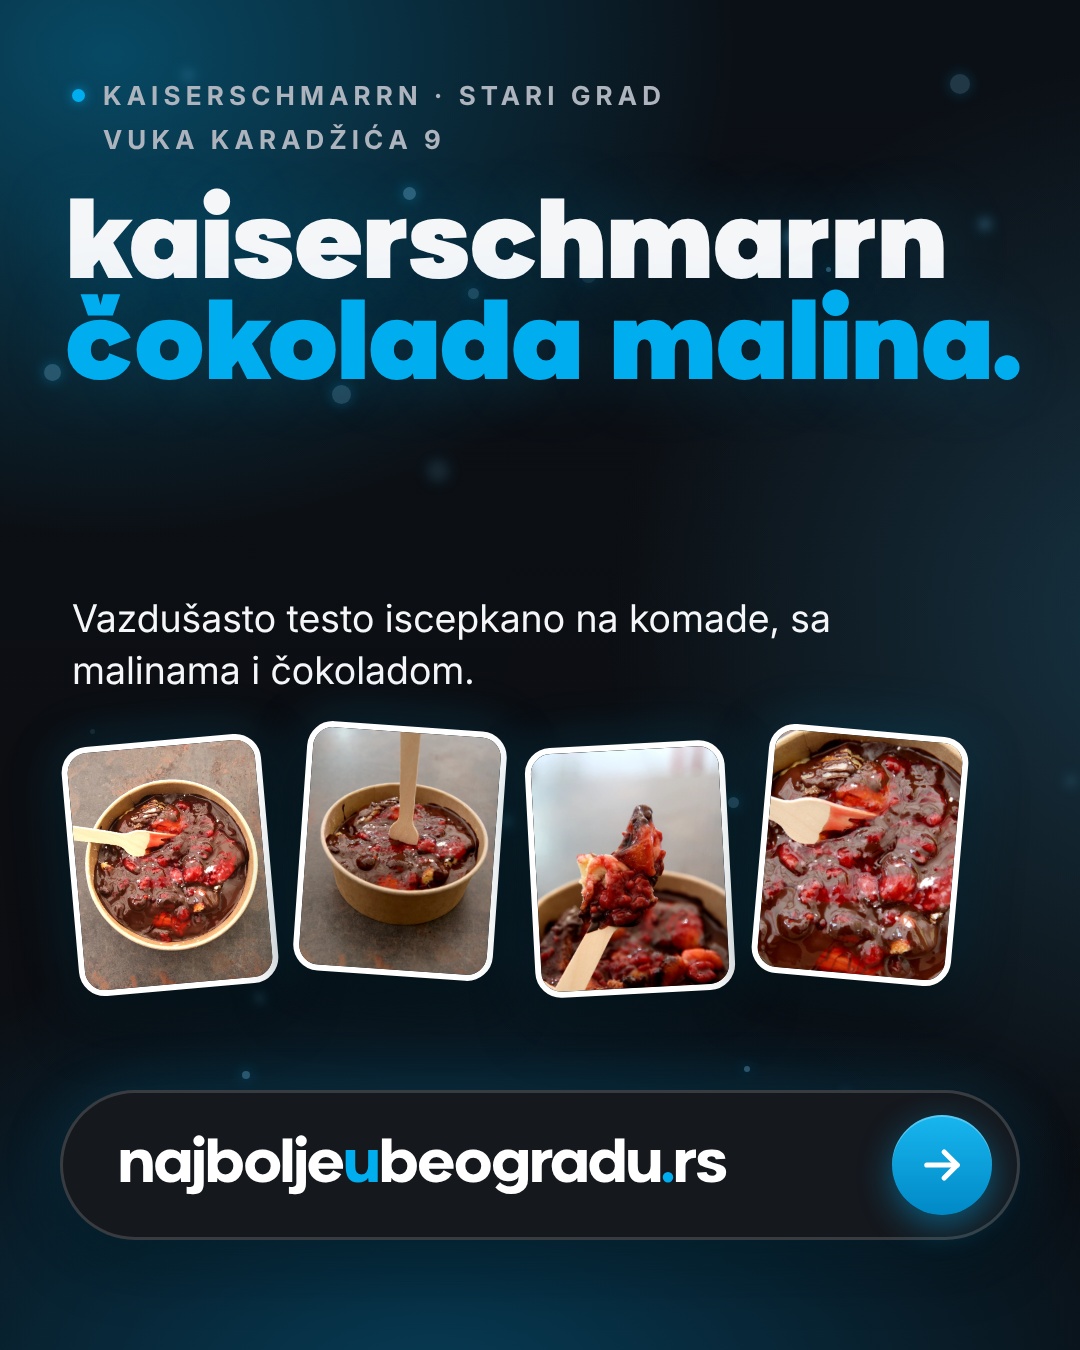 KAISERSCHMARRN · STARI GRAD
VUKA KARADŽIĆA 9
kaiserschmarrn
čokolada malina.
Vazdušasto testo iscepkano na komade, sa
malinama i čokoladom.
najboljeubeogradu.rs